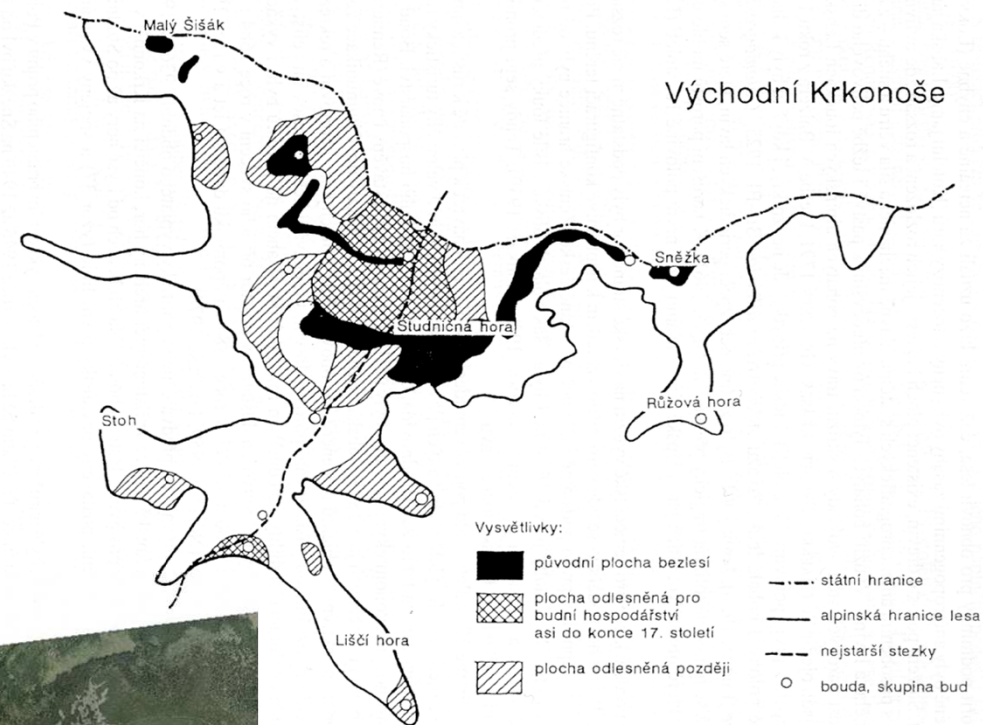 Malý Šišák
Východní Krkonoše
Sněžka
Studničná hora
Růžová hora
Stoh
Liščí hora
Vysvětlivky:
původní plocha bezlesí
plocha odlesněná pro
budní hospodářství
asi do konce 17. století
plocha odlesněná později
státní hranice
alpinská hranice lesa
nejstarší stezky
bouda, skupina bud